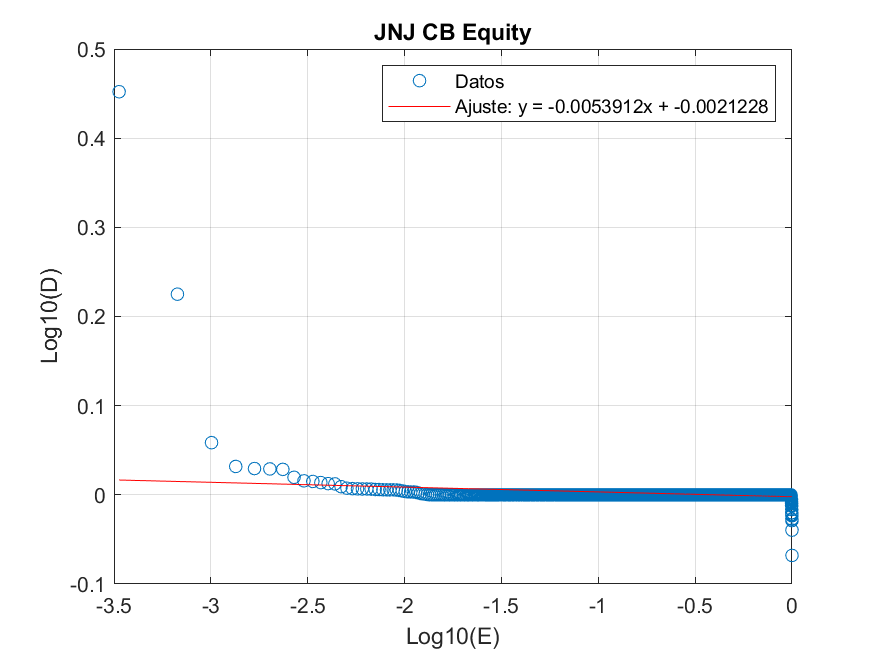 JNJ CB Equity
0.5
0.4
0.3
0.2
0.1
0
-0.1
Log10(D)
Datos
Ajuste: y = -0.0053912x + -0.0021228
-3.5 -3 -2.5 -2 -1.5 -1 -0.5 0
Log10(E)